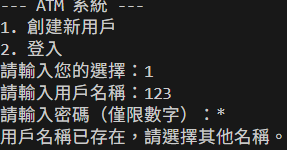 --- ATM 系統 ---
1. 創建新用戶
2. 登入
請輸入您的選擇：1
請輸入用戶名稱：123
請輸入密碼（僅限數字）：*
用戶名稱已存在，請選擇其他名稱。